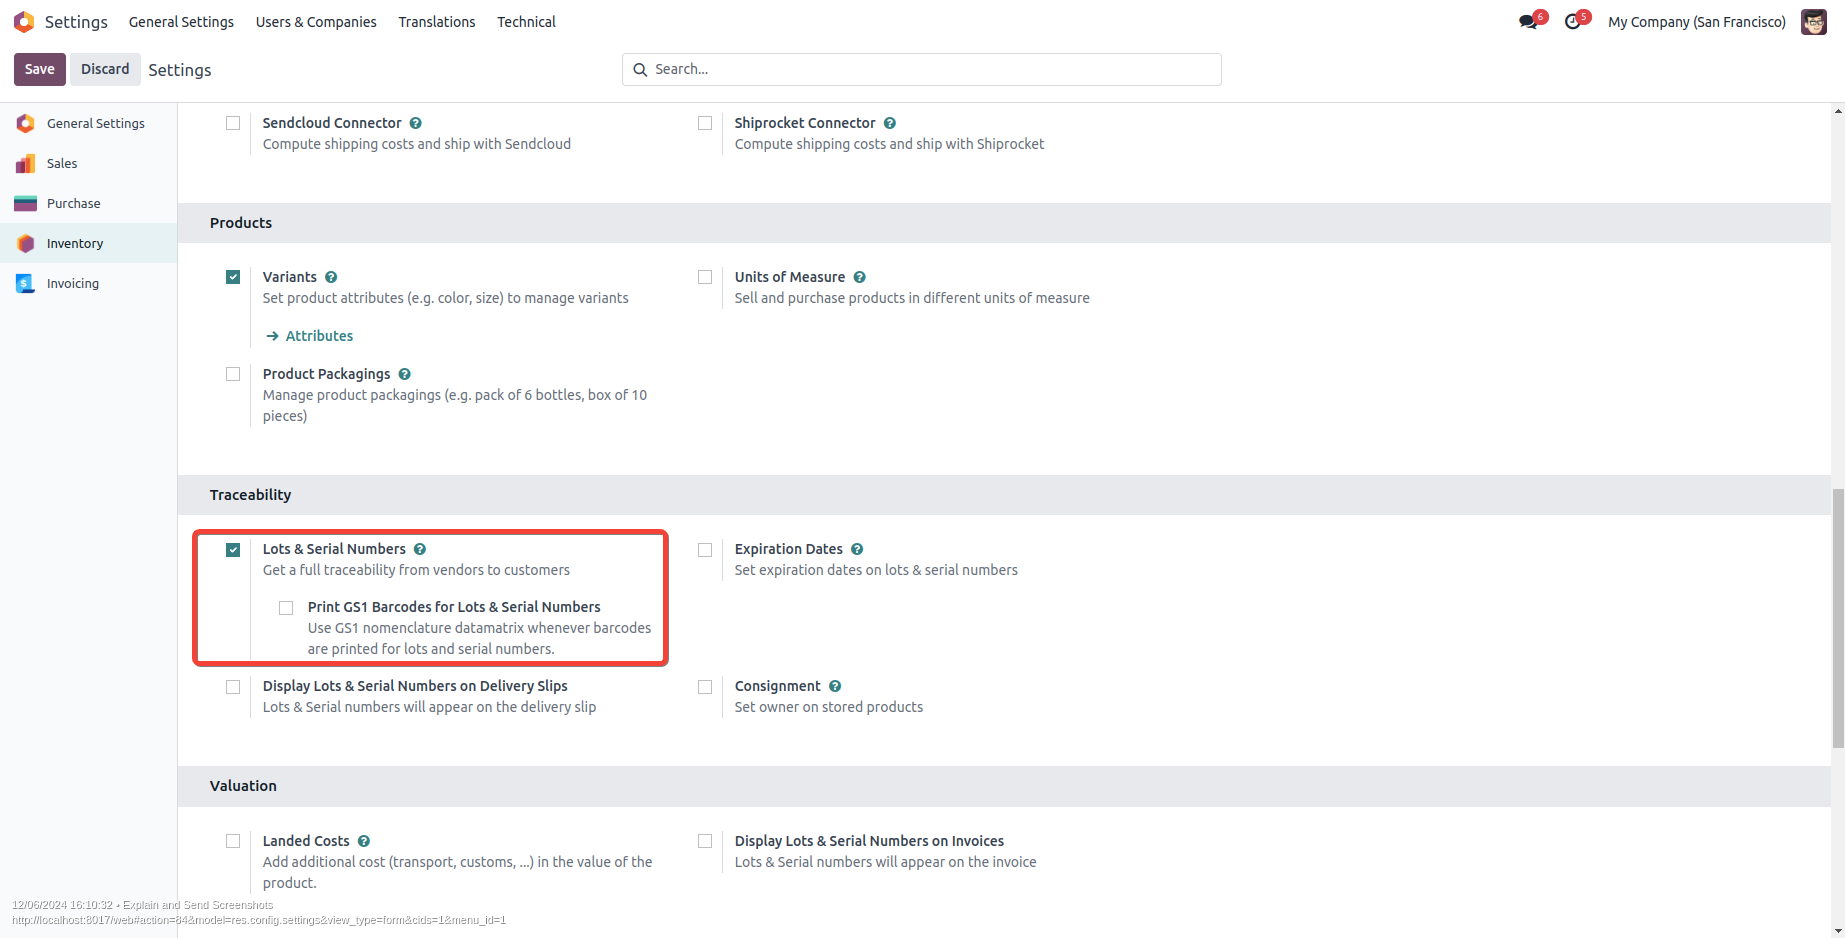 Settings General Settings Users & Companies Translations Technical 6 5 My Company (San Francisco)
Save Discard Settings Search...
General Settings
Sales
Purchase
Inventory
Invoicing
Sendcloud Connector ?
Compute shipping costs and ship with Sendcloud
Shiprocket Connector ?
Compute shipping costs and ship with Shiprocket
Products
Variants ?
Set product attributes (e.g. color, size) to manage variants
Attributes
Units of Measure ?
Sell and purchase products in different units of measure
Product Packagings ?
Manage product packagings (e.g. pack of 6 bottles, box of 10
pieces)
Traceability
Lots & Serial Numbers ?
Get a full traceability from vendors to customers
Print GS1 Barcodes for Lots & Serial Numbers
Use GS1 nomenclature datamatrix whenever barcodes
are printed for lots and serial numbers.
Expiration Dates ?
Set expiration dates on lots & serial numbers
Display Lots & Serial Numbers on Delivery Slips
Lots & Serial numbers will appear on the delivery slip
Consignment ?
Set owner on stored products
Valuation
Landed Costs ?
Add additional cost (transport, customs, ...) in the value of the
product.
Display Lots & Serial Numbers on Invoices
Lots & Serial numbers will appear on the invoice
12/06/2024 16:10:32 • Explain and Send Screenshots
http://localhost:8017/web#action=84&model=res.config.settings&view_type=form&cids=1&menu_id=1